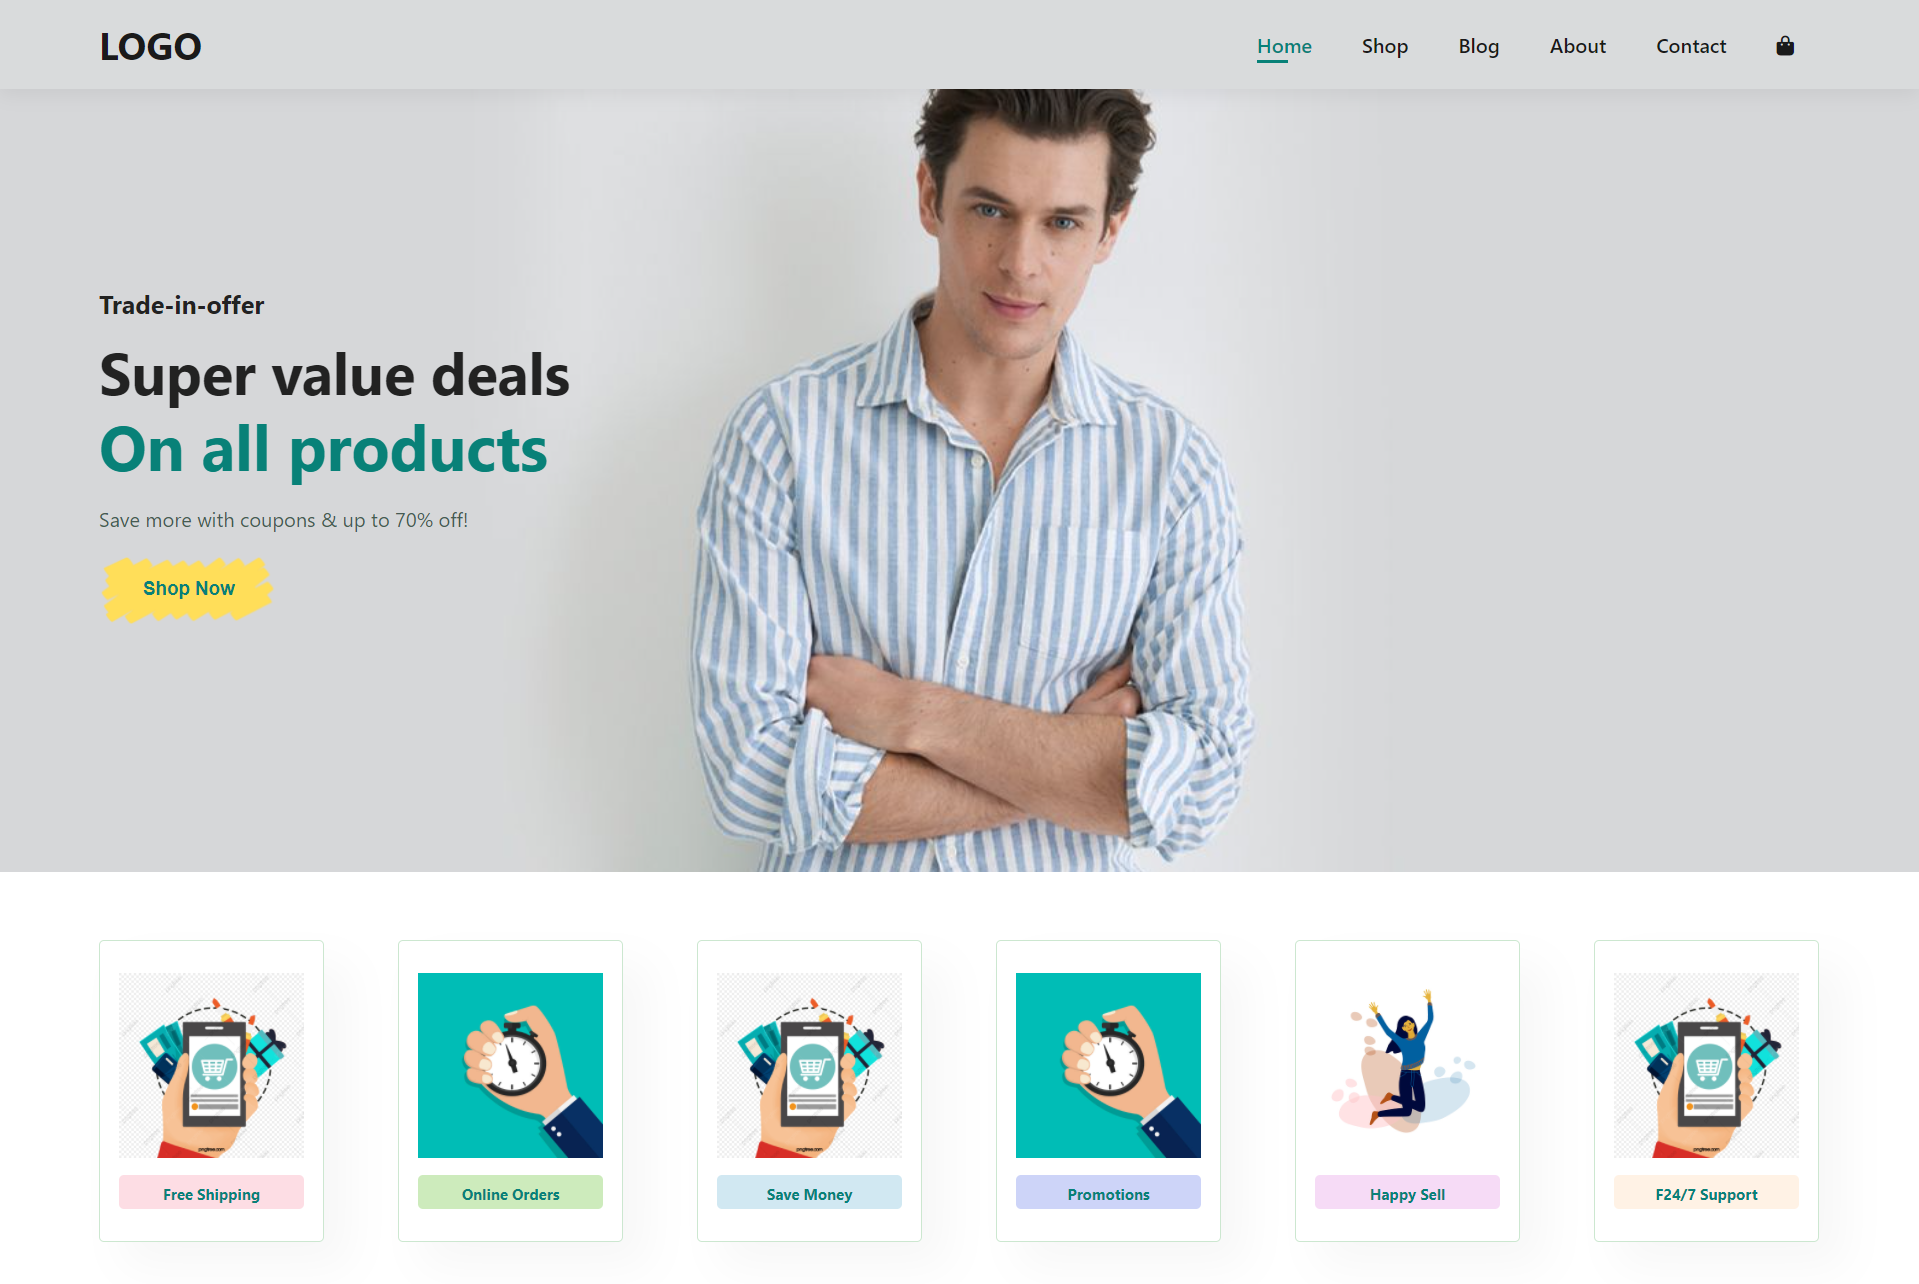 LOGO
Home Shop Blog About Contact
Trade-in-offer
Super value deals
On all products
Save more with coupons & up to 70% off!
Shop Now
Free Shipping
Online Orders
Save Money
Promotions
Happy Sell
F24/7 Support